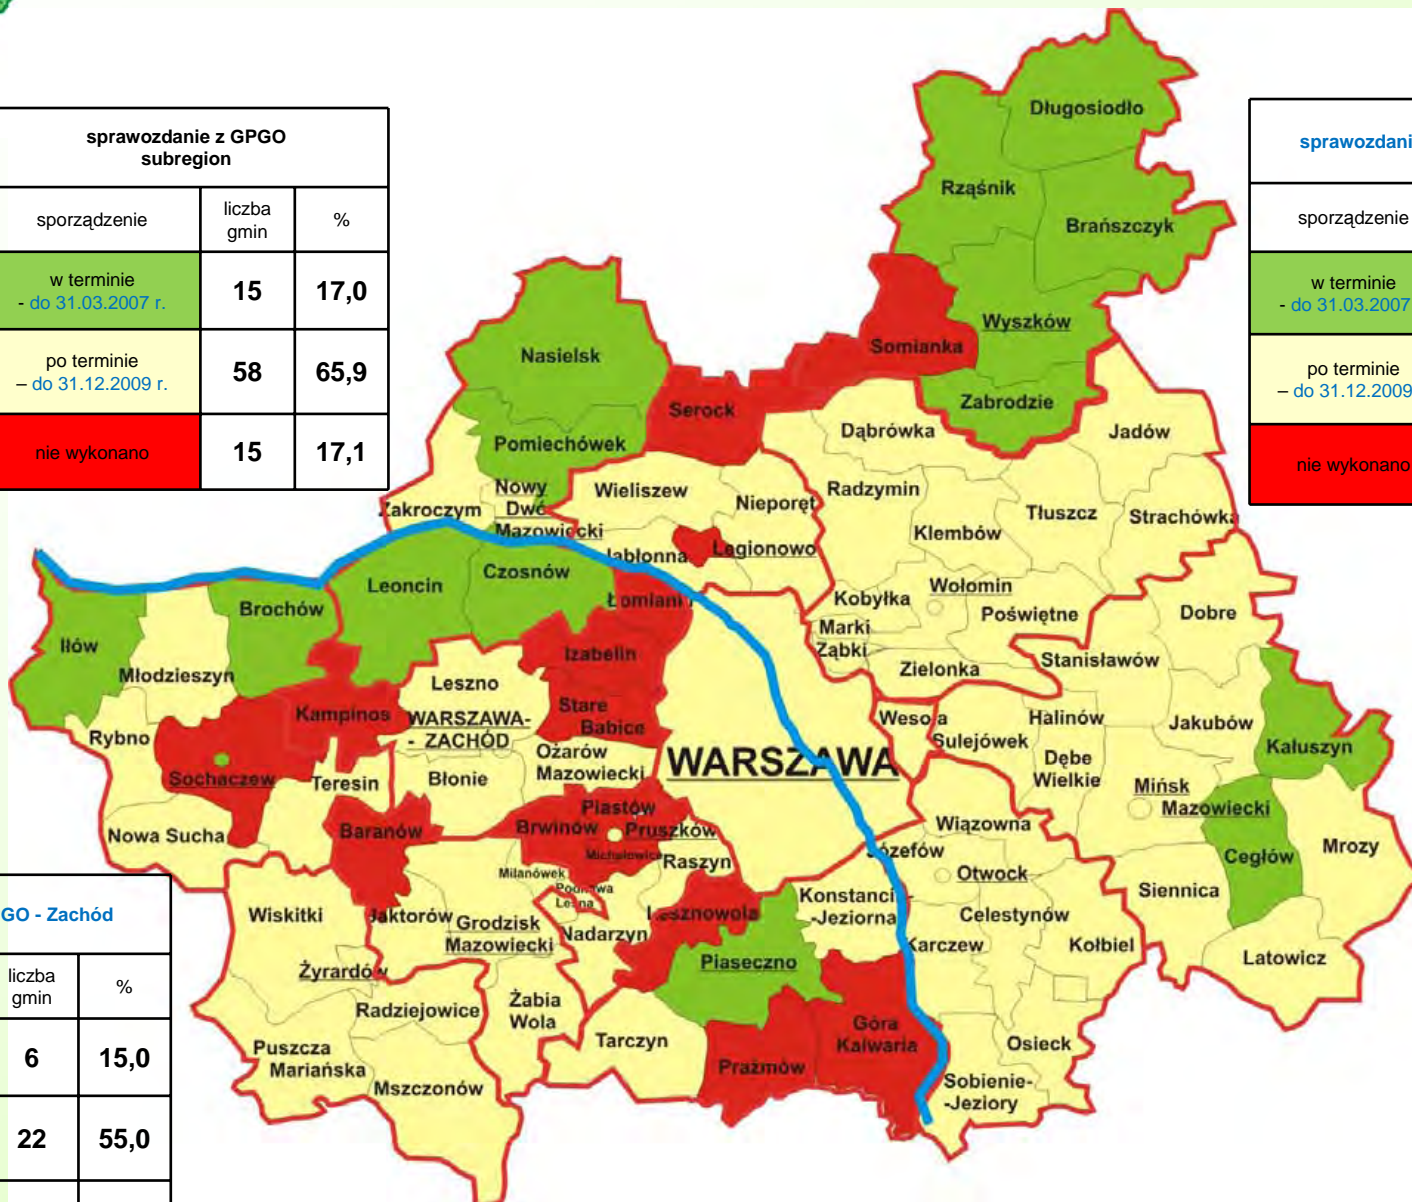 sprawozdanie z GPGO
subregion
sporządzenie
liczba
gmin
%
w terminie
- do 31.03.2007 r.
15
17,0
po terminie
– do 31.12.2009 r.
58
65,9
nie wykonano
15
17,1
sprawozdani
sporządzenie
w terminie
- do 31.03.2007
po terminie
– do 31.12.2009
nie wykonano
GO - Zachód
liczba
gmin
%
6
15,0
22
55,0
Długosiodło
Rząśnik
Brańszczyk
Wyszków
Somianka
Zabrodzie
Nasielsk
Serock
Pomiechówek
Dąbrówka
Jadów
Nowy
Dwó
Mazowiecki
Zakroczym
Wieliszew
Nieporęt
Radzymin
Klembów
Tłuszcz
Strachówka
Jabłonna
Legionowo
Leoncin
Czosnów
Łomianki
Brochów
Iłów
Młodzieszyn
Kobyłka
Wołomin
Poświętne
Dobre
Marki
Ząbki
Zielonka
Stanisławów
Izabelin
Leszno
Stare
Babice
Kampinos
WARSZAWA-
- ZACHÓD
Rybno
Sochaczew
Teresin
Błonie
Ożarów
Mazowiecki
WARSZAWA
Wesoła
Sulejówek
Halinów
Jakubów
Kałuszyn
Dębe
Wielkie
Mińsk
Mazowiecki
Nowa Sucha
Baranów
Brwinów
Piastów
Pruszków
Michałowice
Raszyn
Milanówek
Podkowa
Leśna
Wiązowna
Józefów
Otwock
Cegłów
Mrozy
Siennica
Wiskitki
Jaktorów
Grodzisk
Mazowiecki
Nadarzyn
Lesznowola
Konstancin-
-Jeziorna
Celestynów
Karczew
Kołbiel
Latowicz
Żyrardów
Radziejowice
Żabia
Wola
Piaseczno
Tarczyn
Prażmów
Góra
Kalwaria
Osieck
Sobienie-
-Jeziory
Puszcza
Mariańska
Mszczonów